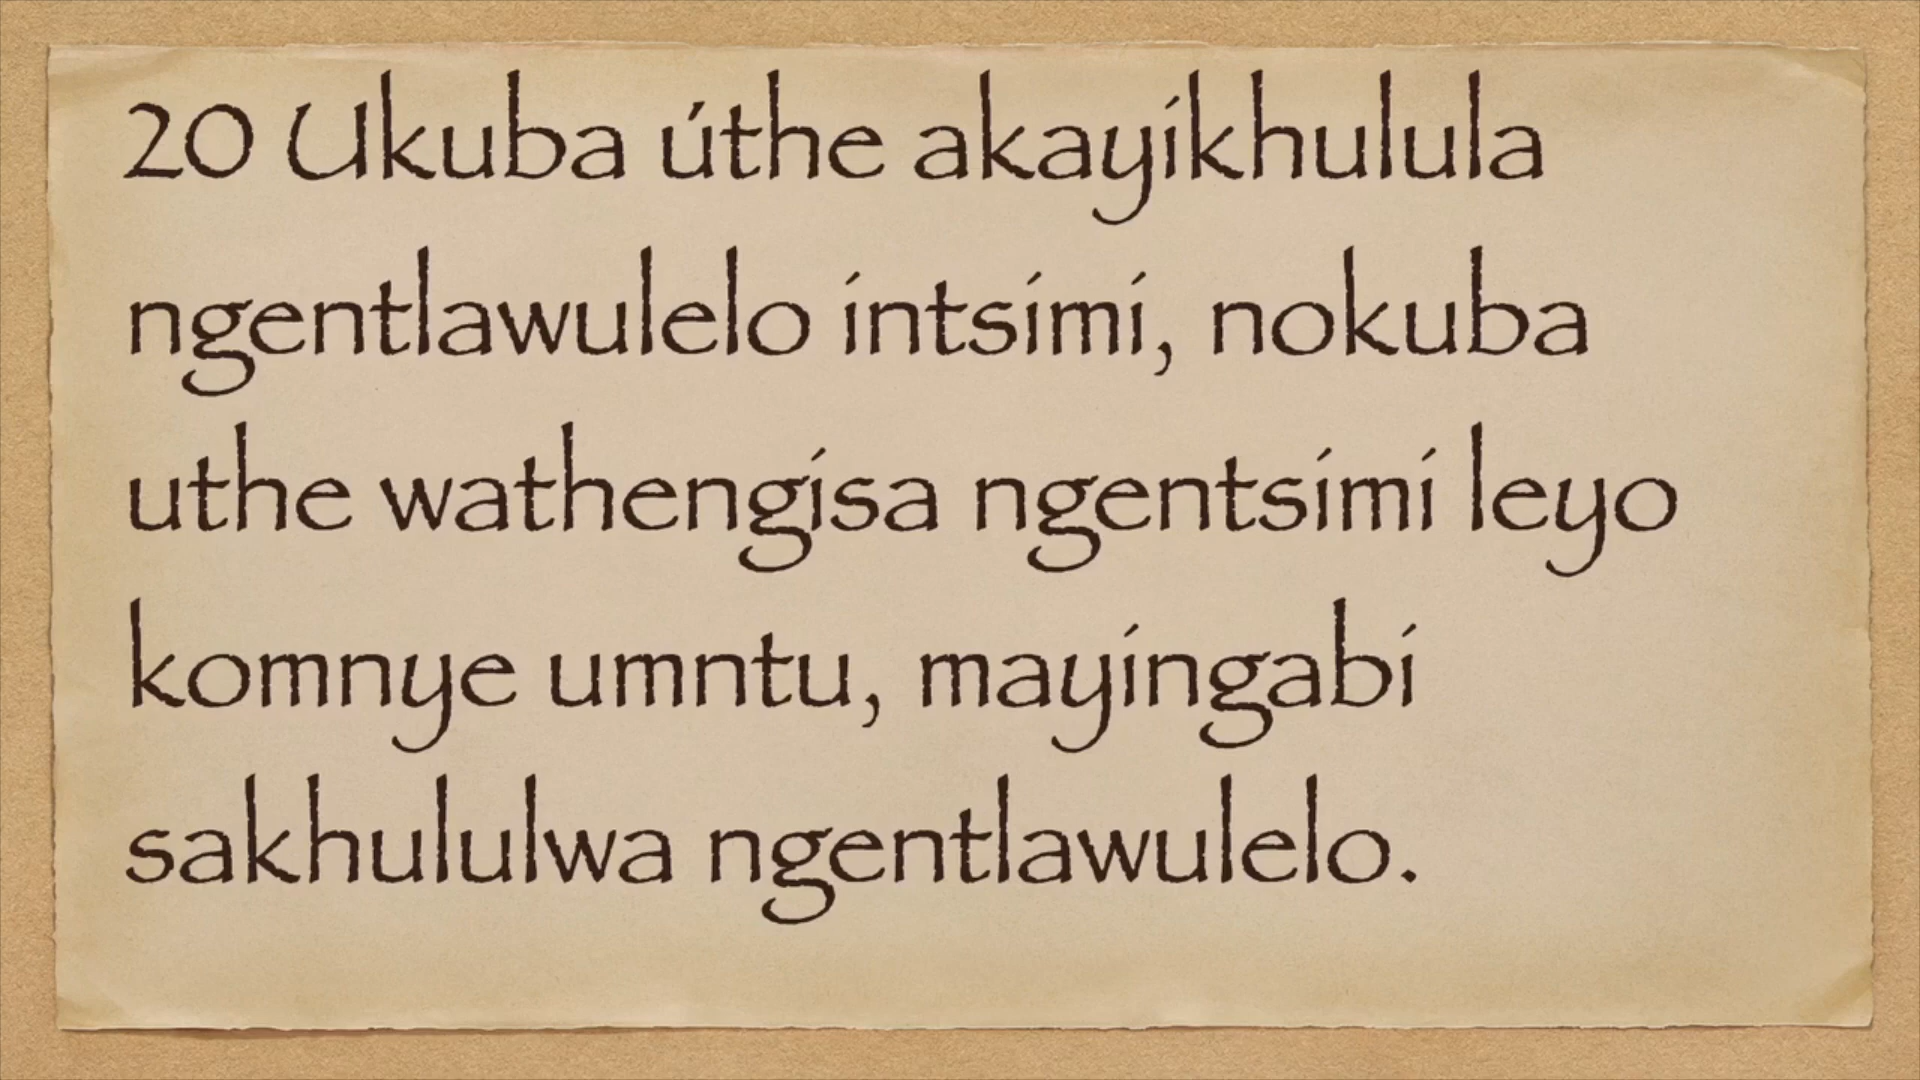 20 Ukuba úthe akayikhulula
ngentlawulelo intsimi, nokuba
uthe wathengisa ngentsimi leyo
komnye umntu, mayingabi
sakhululwa ngentlawulelo.